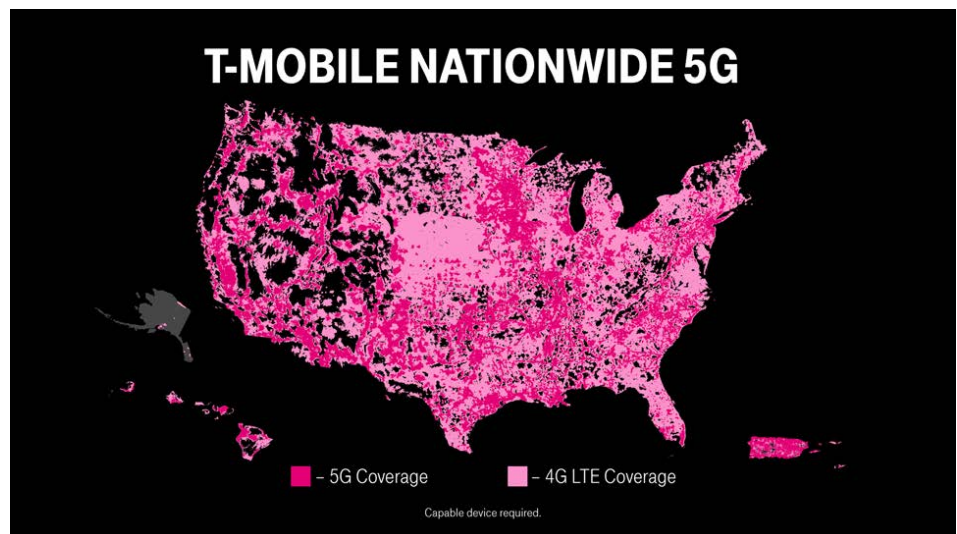 T-MOBILE NATIONWIDE 5G
– 5G Coverage
– 4G LTE Coverage
Capable device required.